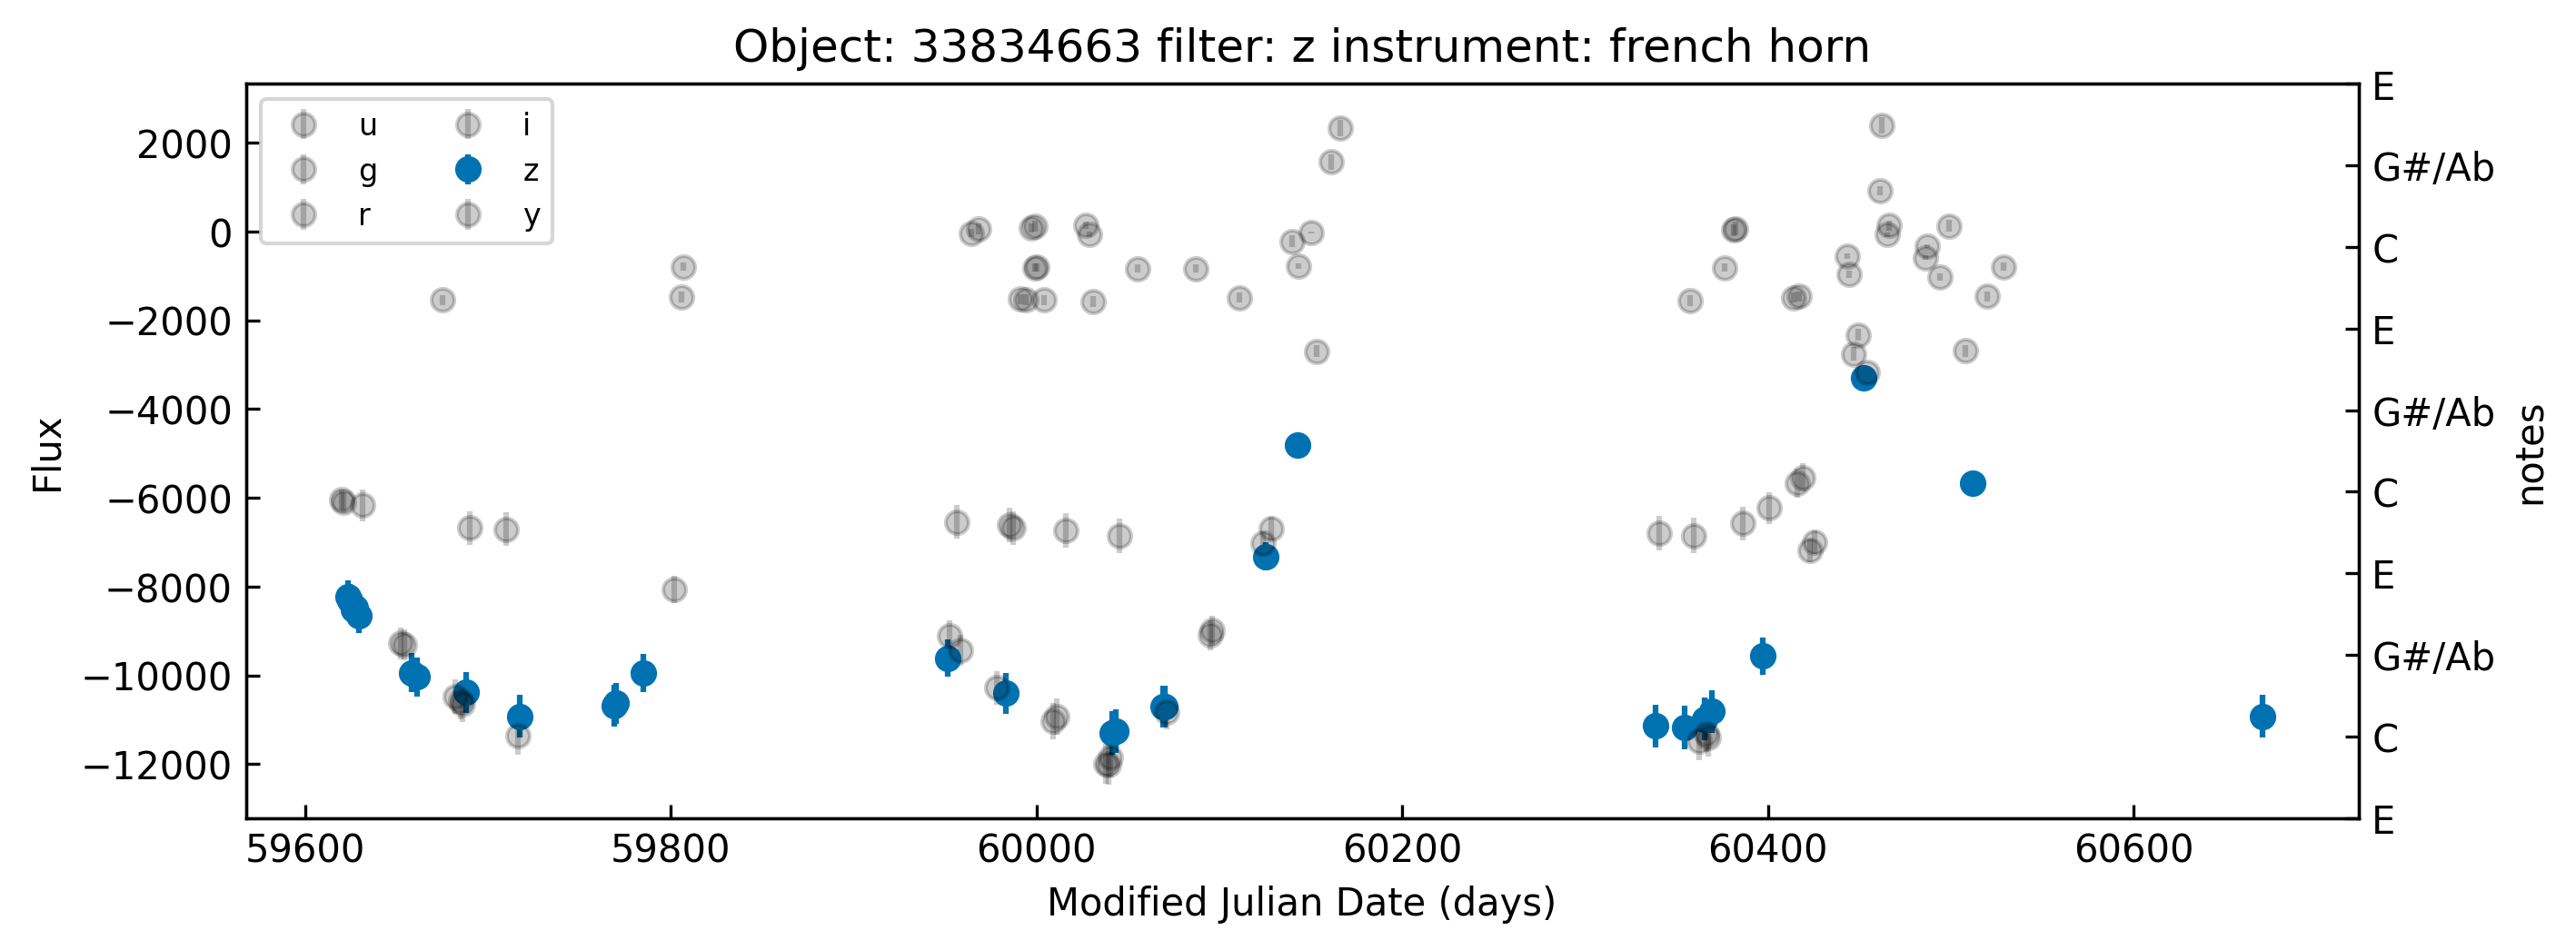 Object: 33834663 filter: z instrument: french horn
u
g
r
i
z
y
Flux
2000
0
−2000
−4000
−6000
−8000
−10000
−12000
E
G#/Ab
C
E
G#/Ab
C
E
G#/Ab
C
E
notes
59600
59800
60000
60200
60400
60600
Modified Julian Date (days)